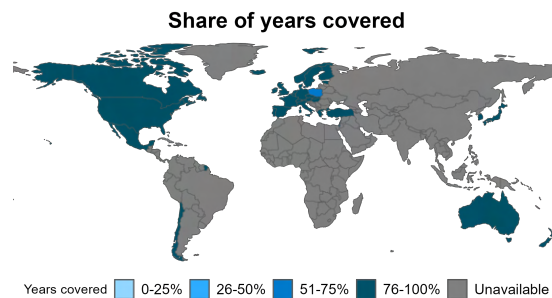 Share of years covered
Years covered 0-25% 26-50% 51-75% 76-100% Unavailable